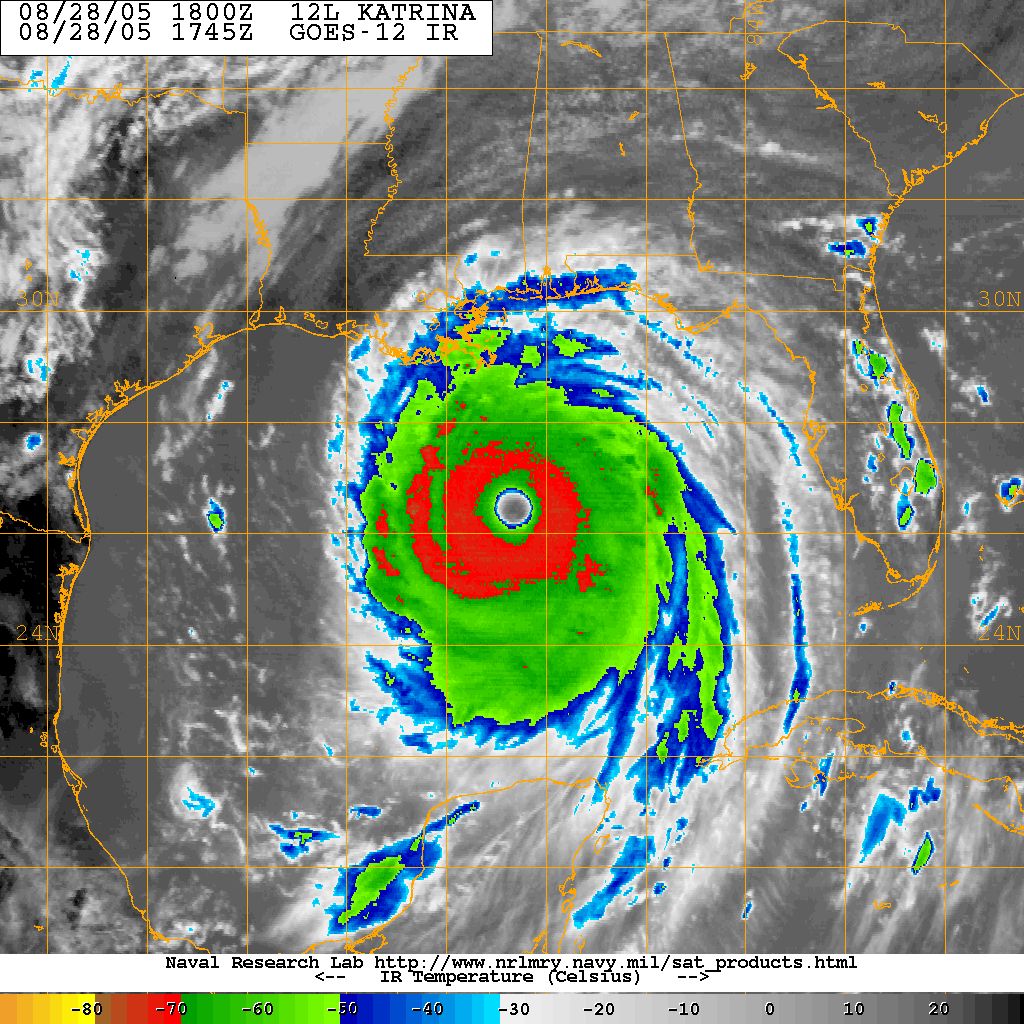 08/28/05 1800Z 12L KATRINA
08/28/05 1745Z GOES-12 IR
84W
30N 30N
24N 24N
Naval Research Lab http://www.nrlmry.navy.mil/sat_products.html
<-- IR Temperature (Celsius) -->
-80 -70 -60 -50 -40 -30 -20 -10 0 10 20